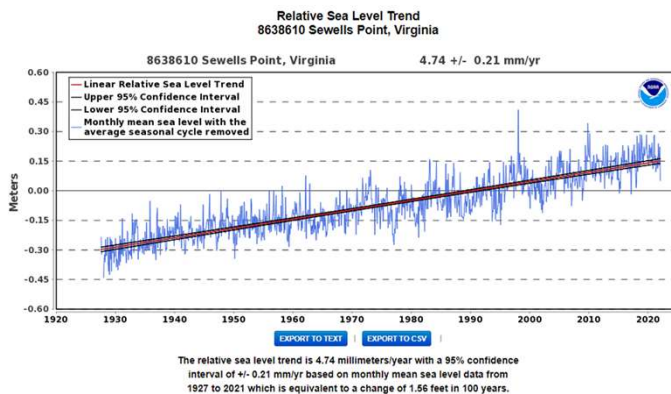 Relative Sea Level Trend
8638610 Sewells Point, Virginia
8638610 Sewells Point, Virginia 4.74 +/- 0.21 mm/yr
0.60
0.45
0.30
0.15
0.00
-0.15
-0.30
-0.45
-0.60
Meters
Linear Relative Sea Level Trend
Upper 95% Confidence Interval
Lower 95% Confidence Interval
Monthly mean sea level with the
average seasonal cycle removed
NOAA
1920 1930 1940 1950 1960 1970 1980 1990 2000 2010 2020
EXPORT TO TEXT | EXPORT TO CSV |
The relative sea level trend is 4.74 millimeters/year with a 95% confidence
interval of +/- 0.21 mm/yr based on monthly mean sea level data from
1927 to 2021 which is equivalent to a change of 1.56 feet in 100 years.